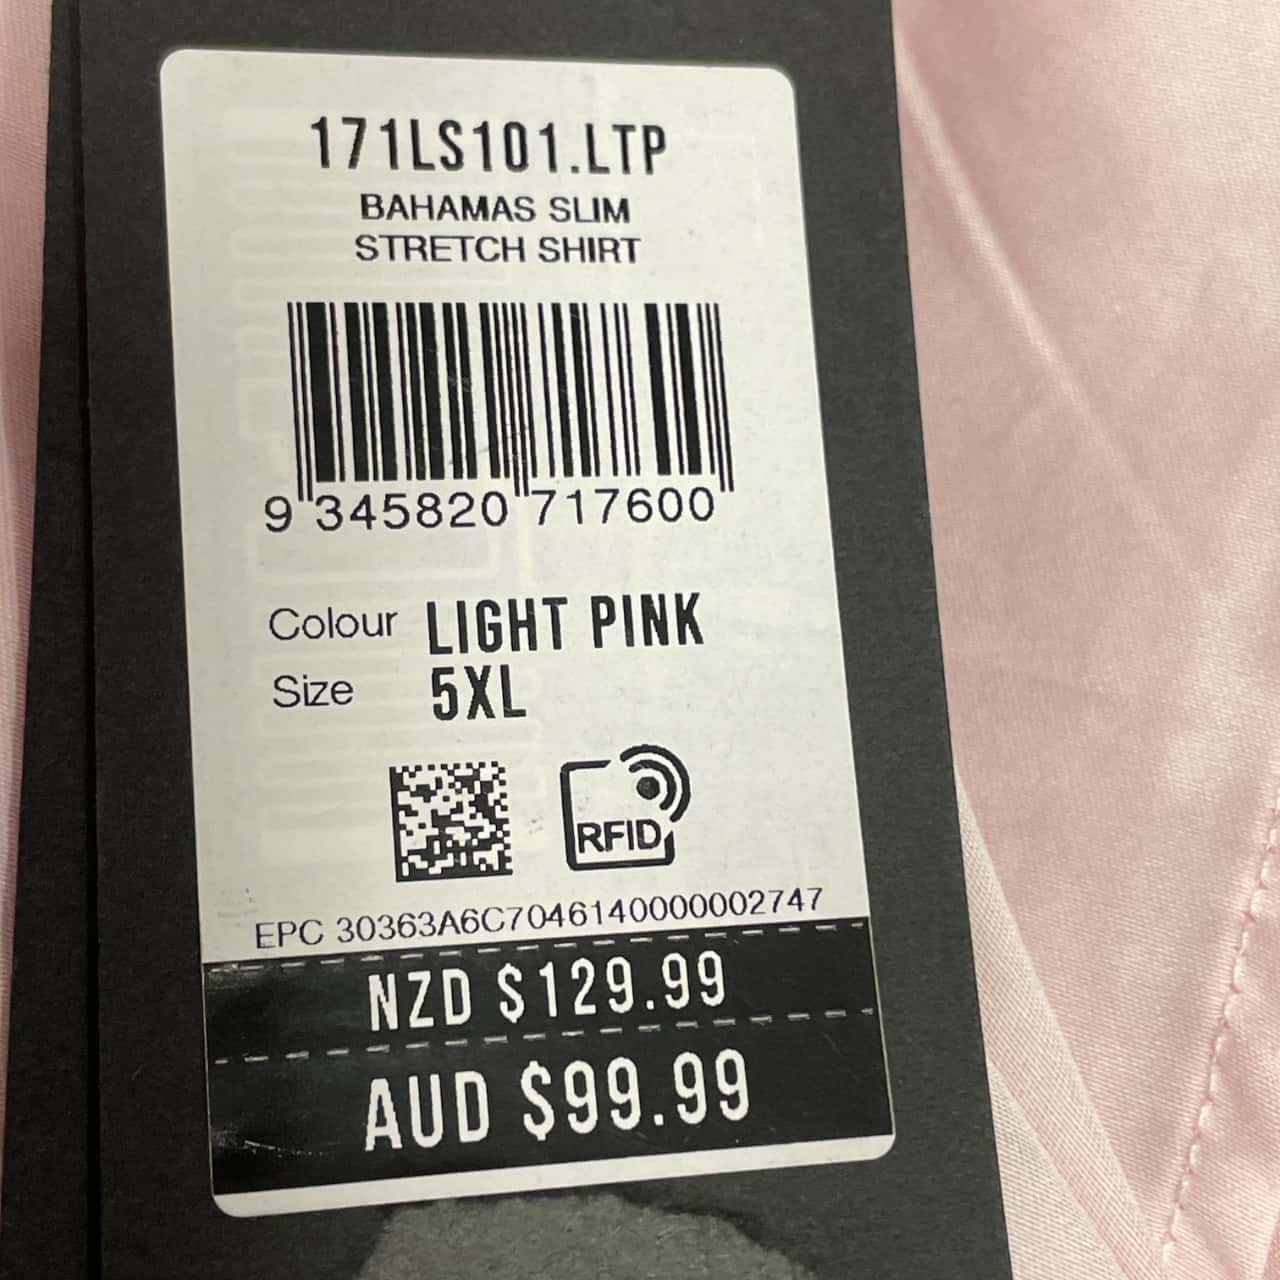 171LS101.LTP
BAHAMAS SLIM
STRETCH SHIRT
9 345820 717600
Colour LIGHT PINK
Size 5XL
RFID
EPC 30363A6C7046140000002747
NZD $129.99
AUD $99.99